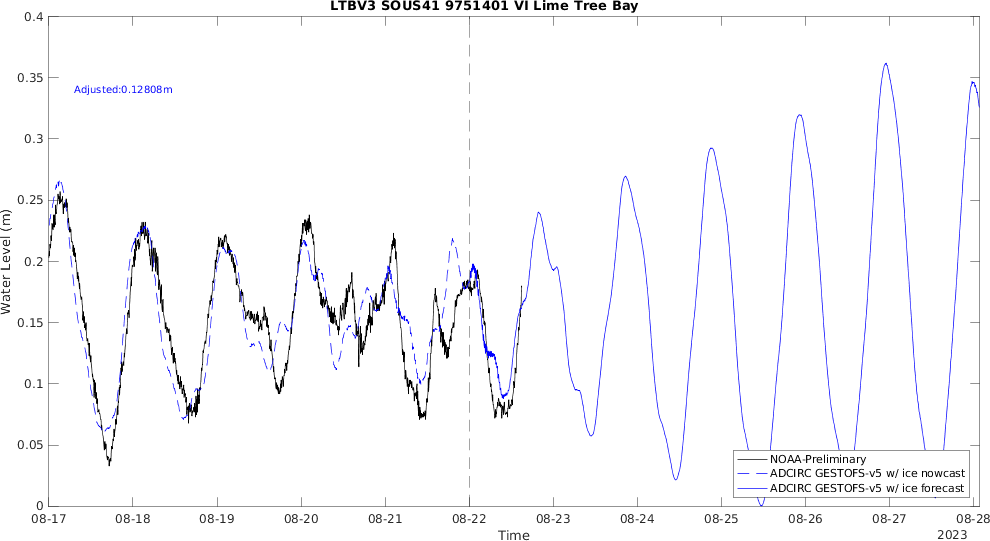 LTBV3 SOUS41 9751401 VI Lime Tree Bay
0.4
0.35
Adjusted:0.12808m
0.3
0.25
0.2
Water Level (m)
0.15
0.1
0.05
0
NOAA-Preliminary
ADCIRC GESTOFS-v5 w/ ice nowcast
ADCIRC GESTOFS-v5 w/ ice forecast
08-17 08-18 08-19 08-20 08-21 08-22 08-23 08-24 08-25 08-26 08-27 08-28
Time
2023